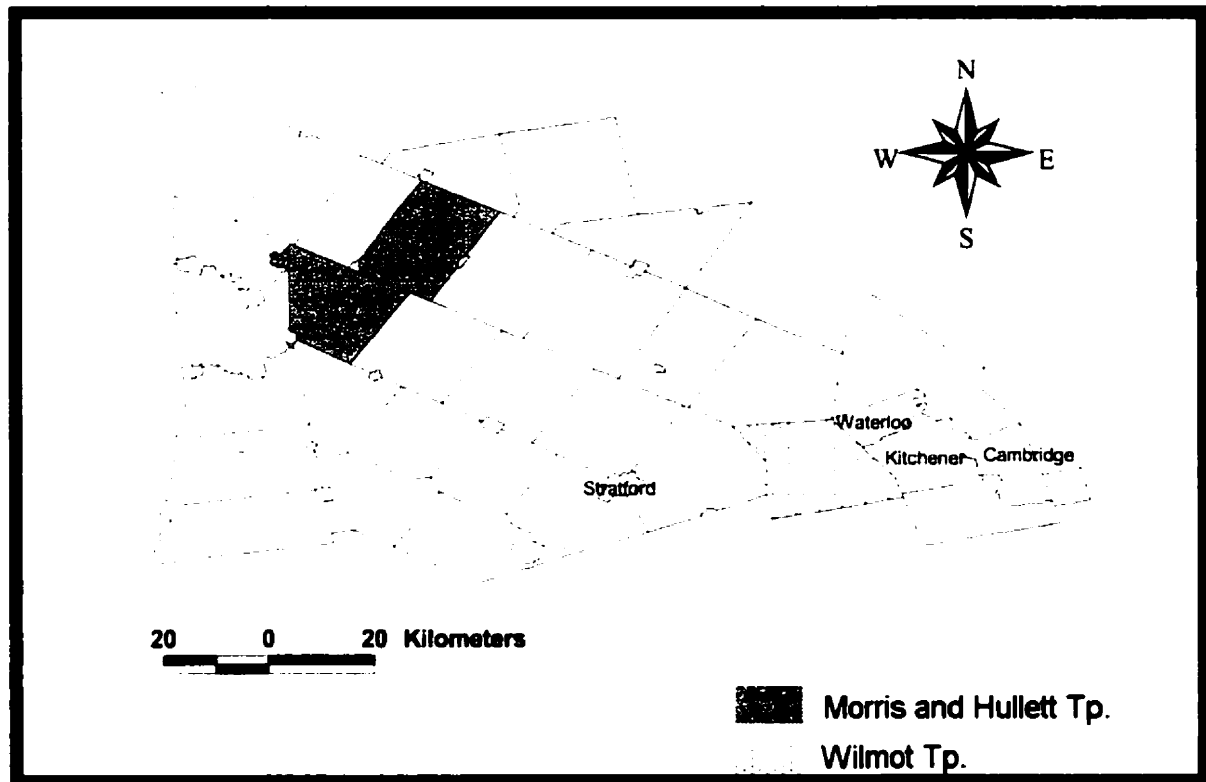 N
W E
S
Waterloo
Kitchener Cambridge
Stratford
20 0 20 Kilometers
Morris and Hullett Tp.
Wilmot Tp.